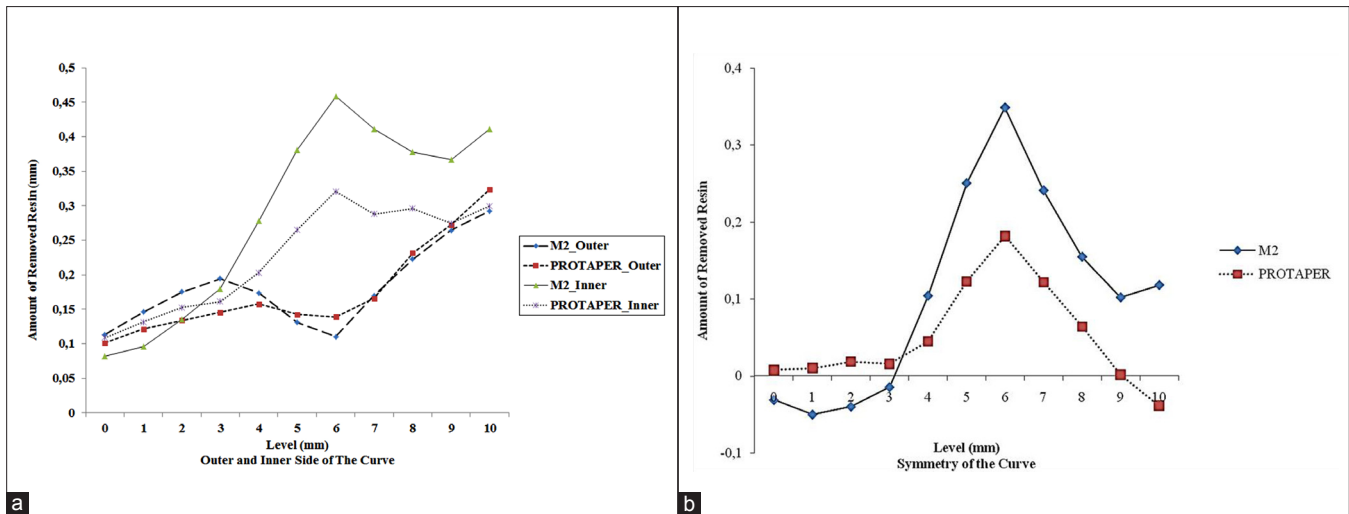 0,5
0,45
0,4
0,35
0,3
0,25
0,2
0,15
0,1
0,05
0
Amount of Removed Resin (mm)
0 1 2 3 4 5 6 7 8 9 10
Level (mm)
Outer and Inner Side of The Curve
M2_Outer
PROTAPER_Outer
M2_Inner
PROTAPER_Inner
a
0,4
0,3
0,2
0,1
0
-0,1
Amount of Removed Resin
0 1 2 3 4 5 6 7 8 9 10
Level (mm)
Symmetry of the Curve
M2
PROTAPER
b